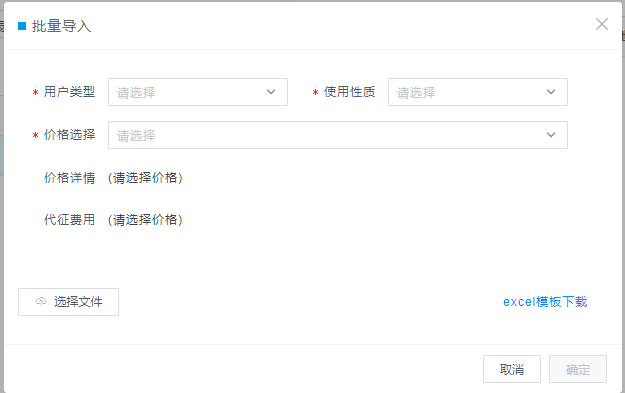 批量导入
* 用户类型 请选择 * 使用性质 请选择
* 价格选择 请选择
价格详情 (请选择价格)
代征费用 (请选择价格)
选择文件 excel模板下载
取消 确定